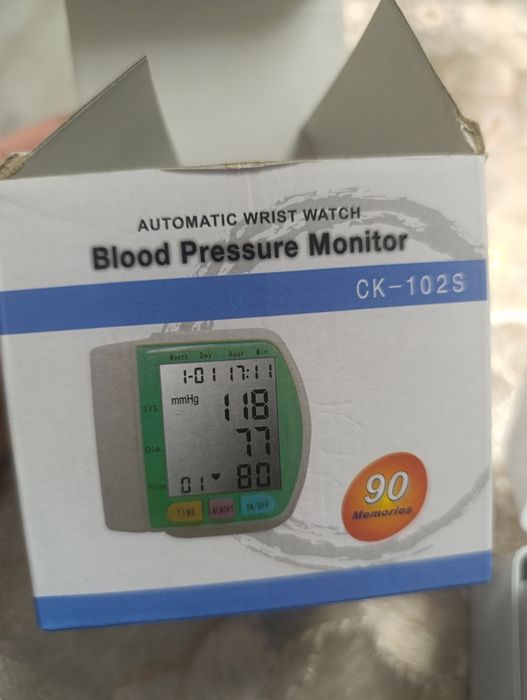 AUTOMATIC WRIST WATCH
Blood Pressure Monitor
CK-102S
Month Day Hour Min
1-01 17:11
mmHg
SYS. 118
DIA. 77
Pulse 01 ♥ 80
TIME MEMORY ON/OFF
90
Memories